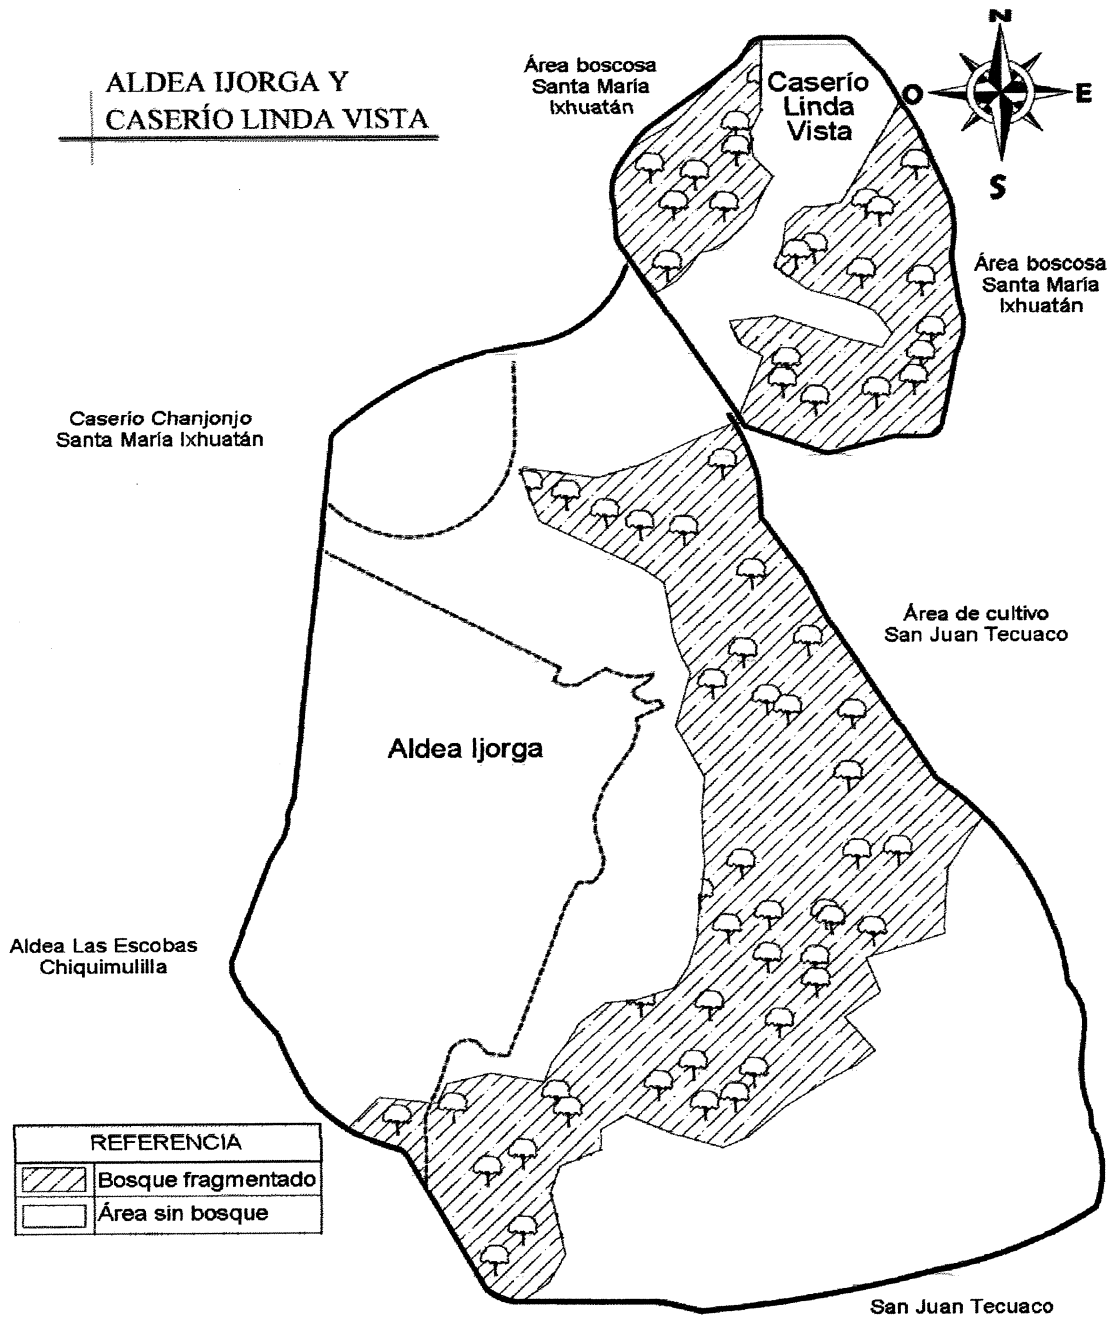 ALDEA IJORGA Y
CASERÍO LINDA VISTA
Área boscosa
Santa María
Ixhuatán
Caserío
Linda
Vista
N
O
E
S
Área boscosa
Santa María
Ixhuatán
Caserío Chanjonjo
Santa María Ixhuatán
Área de cultivo
San Juan Tecuaco
Aldea Ijorga
Aldea Las Escobas
Chiquimulilla
REFERENCIA
Bosque fragmentado
Área sin bosque
San Juan Tecuaco